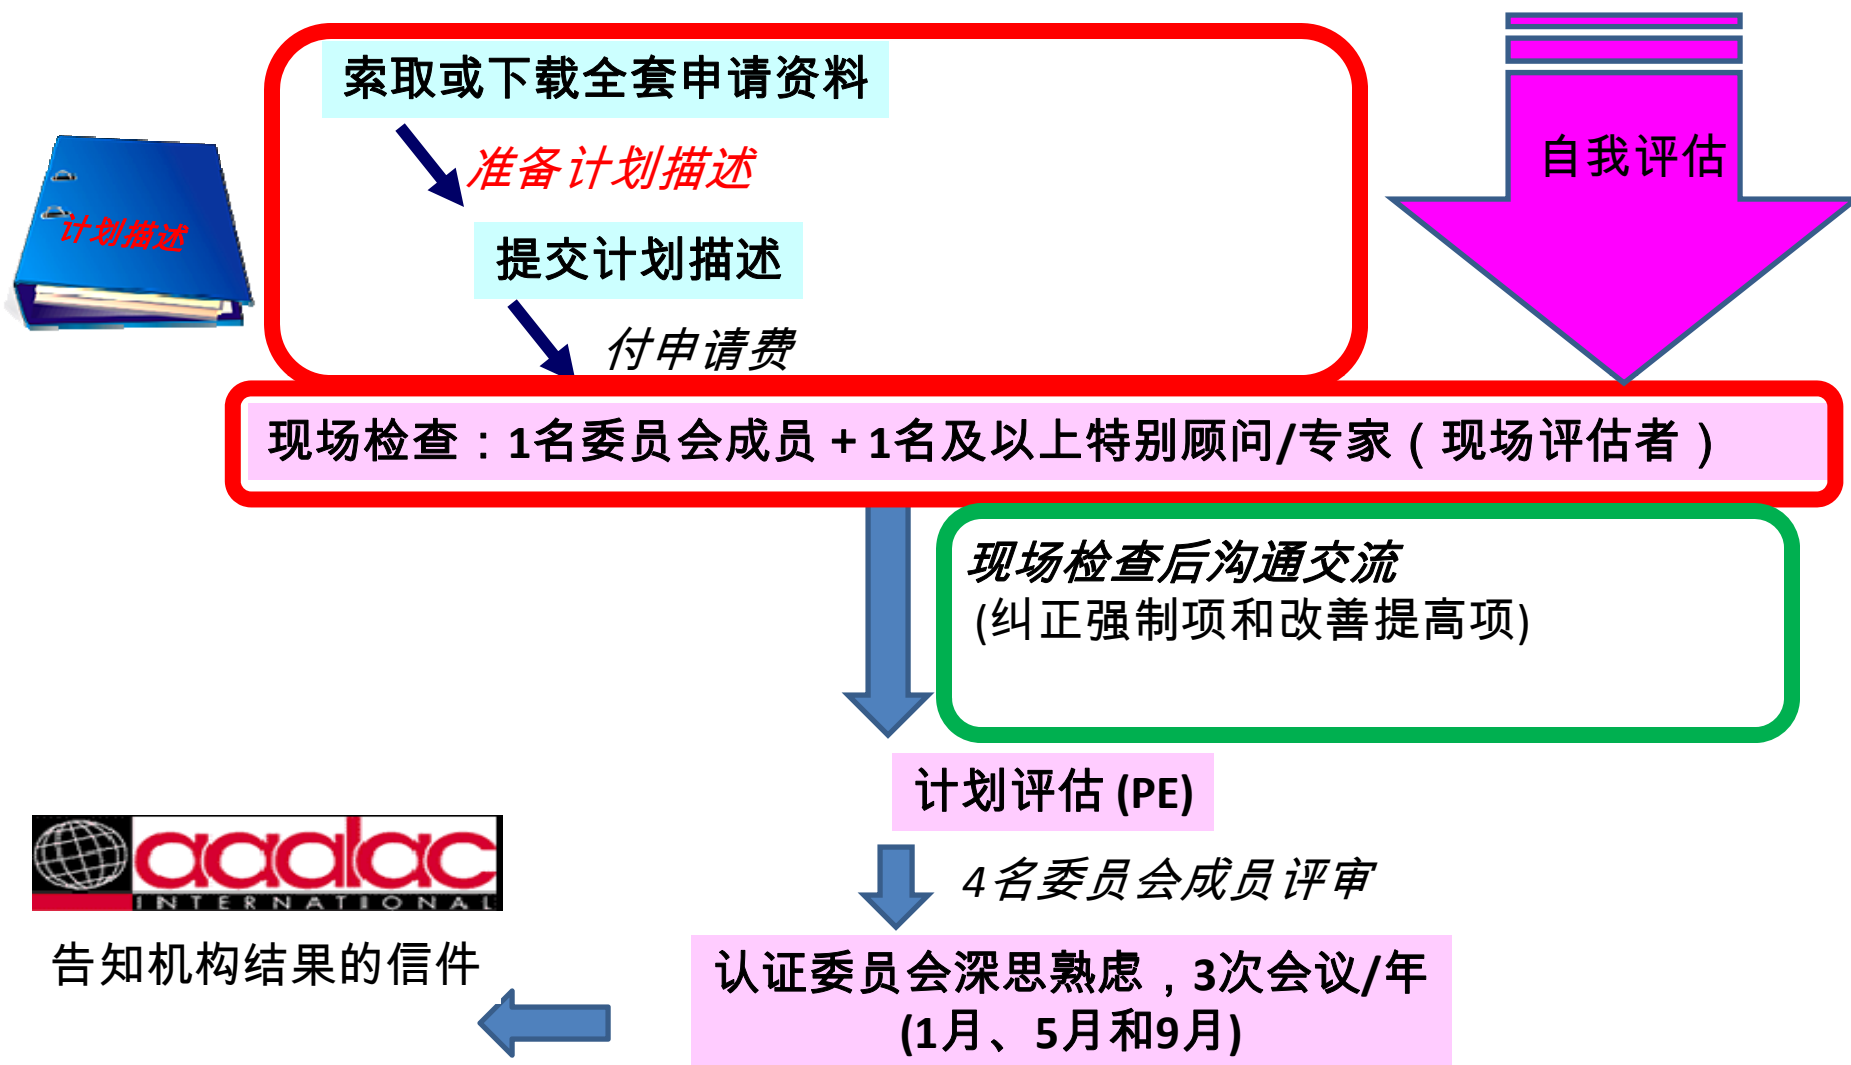 索取或下载全套申请资料
准备计划描述
计划描述
提交计划描述
付申请费
自我评估
现场检查：1名委员会成员 + 1名及以上特别顾问/专家（现场评估者）
现场检查后沟通交流
(纠正强制项和改善提高项)
计划评估 (PE)
4名委员会成员评审
认证委员会深思熟虑，3次会议/年
(1月、5月和9月)
aaalac
INTERNATIONAL
告知机构结果的信件